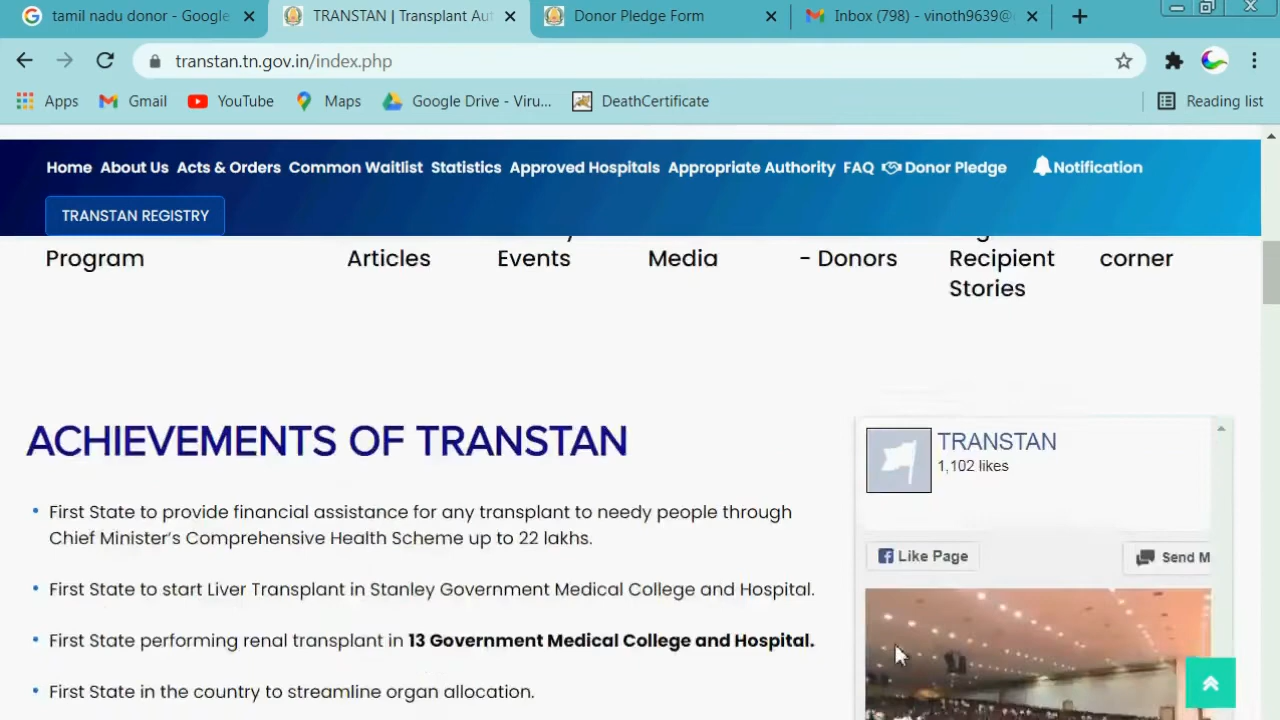 tamil nadu donor - Google
TRANSTAN | Transplant Aut
Donor Pledge Form
Inbox (798) - vinoth9639@
transtan.tn.gov.in/index.php
Apps
Gmail
YouTube
Maps
Google Drive - Viru...
DeathCertificate
Reading list
Home About Us Acts & Orders Common Waitlist Statistics Approved Hospitals Appropriate Authority FAQ Donor Pledge Notification
TRANSTAN REGISTRY
Program
Articles
Events
Media
- Donors
Recipient
Stories
corner
ACHIEVEMENTS OF TRANSTAN
First State to provide financial assistance for any transplant to needy people through
Chief Minister's Comprehensive Health Scheme up to 22 lakhs.
First State to start Liver Transplant in Stanley Government Medical College and Hospital.
First State performing renal transplant in 13 Government Medical College and Hospital.
First State in the country to streamline organ allocation.
TRANSTAN
1,102 likes
Like Page
Send M